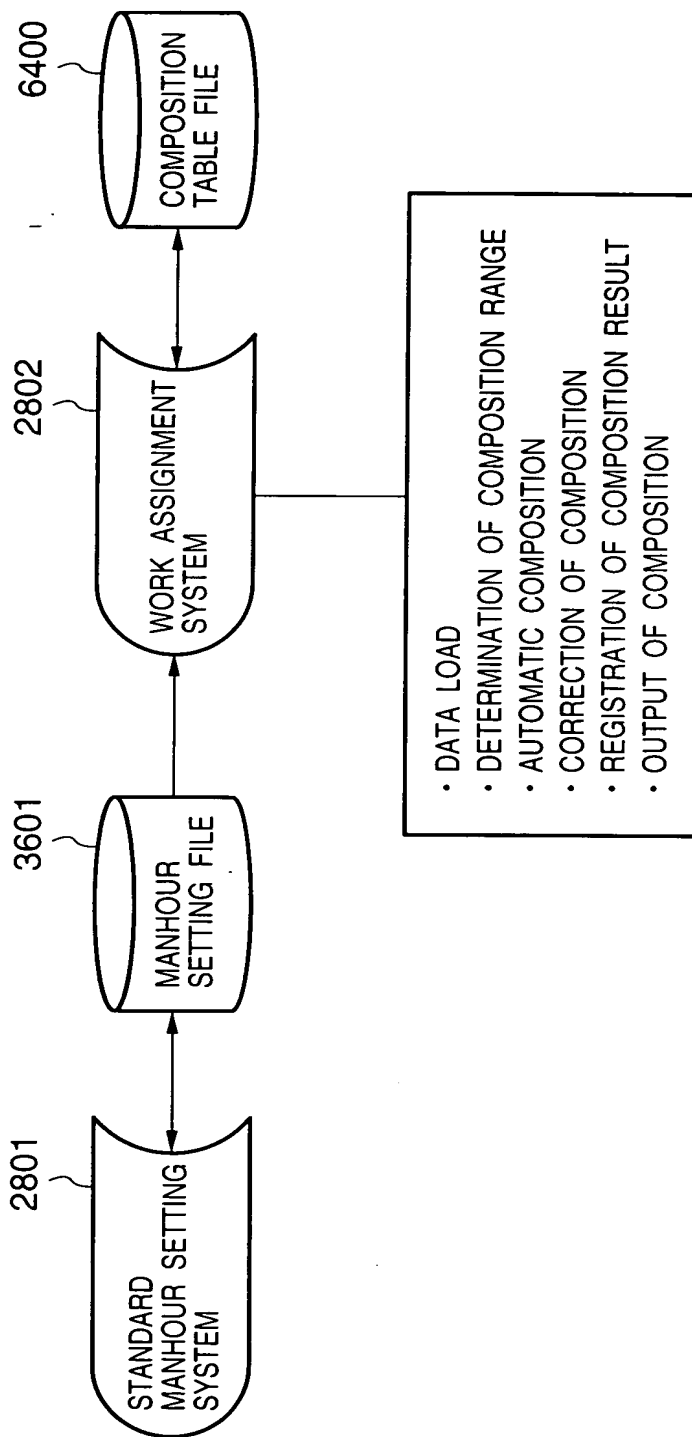 2801
STANDARD
MANHOUR SETTING
SYSTEM
3601
MANHOUR
SETTING FILE
2802
WORK ASSIGNMENT
SYSTEM
6400
COMPOSITION
TABLE FILE
· DATA LOAD
· DETERMINATION OF COMPOSITION RANGE
· AUTOMATIC COMPOSITION
· CORRECTION OF COMPOSITION
· REGISTRATION OF COMPOSITION RESULT
· OUTPUT OF COMPOSITION